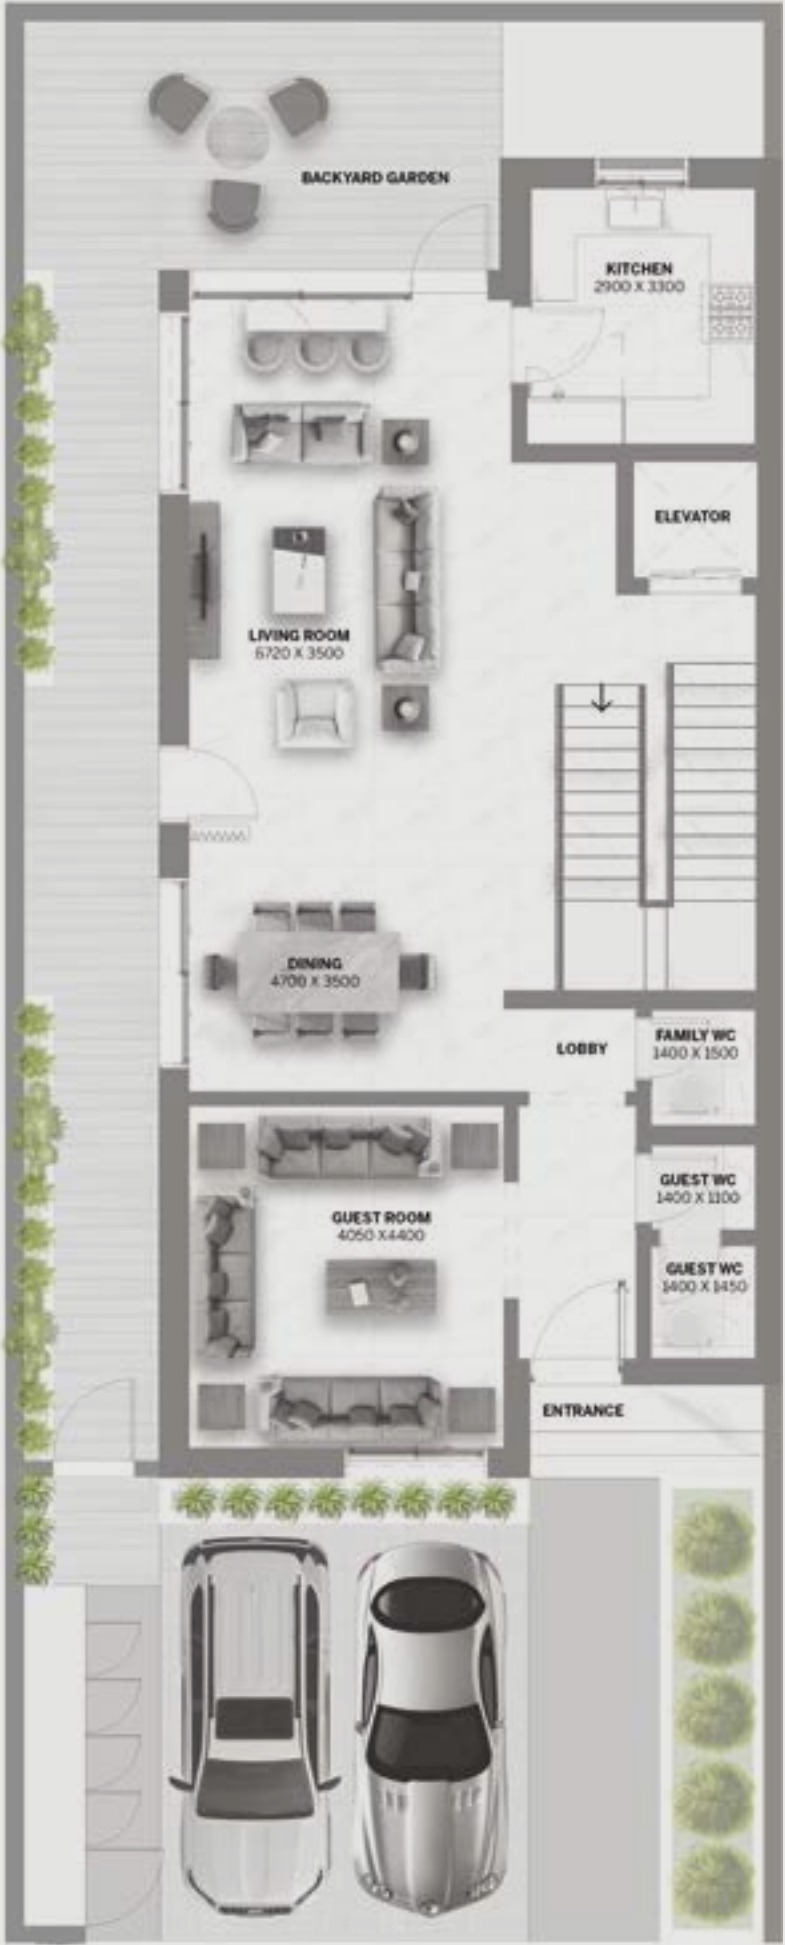 BACKYARD GARDEN
KITCHEN
2900 X 3300
ELEVATOR
LIVING ROOM
6720 X 3500
DINING
4700 X 3500
LOBBY
FAMILY WC
1400 X 1500
GUEST WC
1400 X 1100
GUEST ROOM
4050 X4400
GUEST WC
1400 X 1450
ENTRANCE